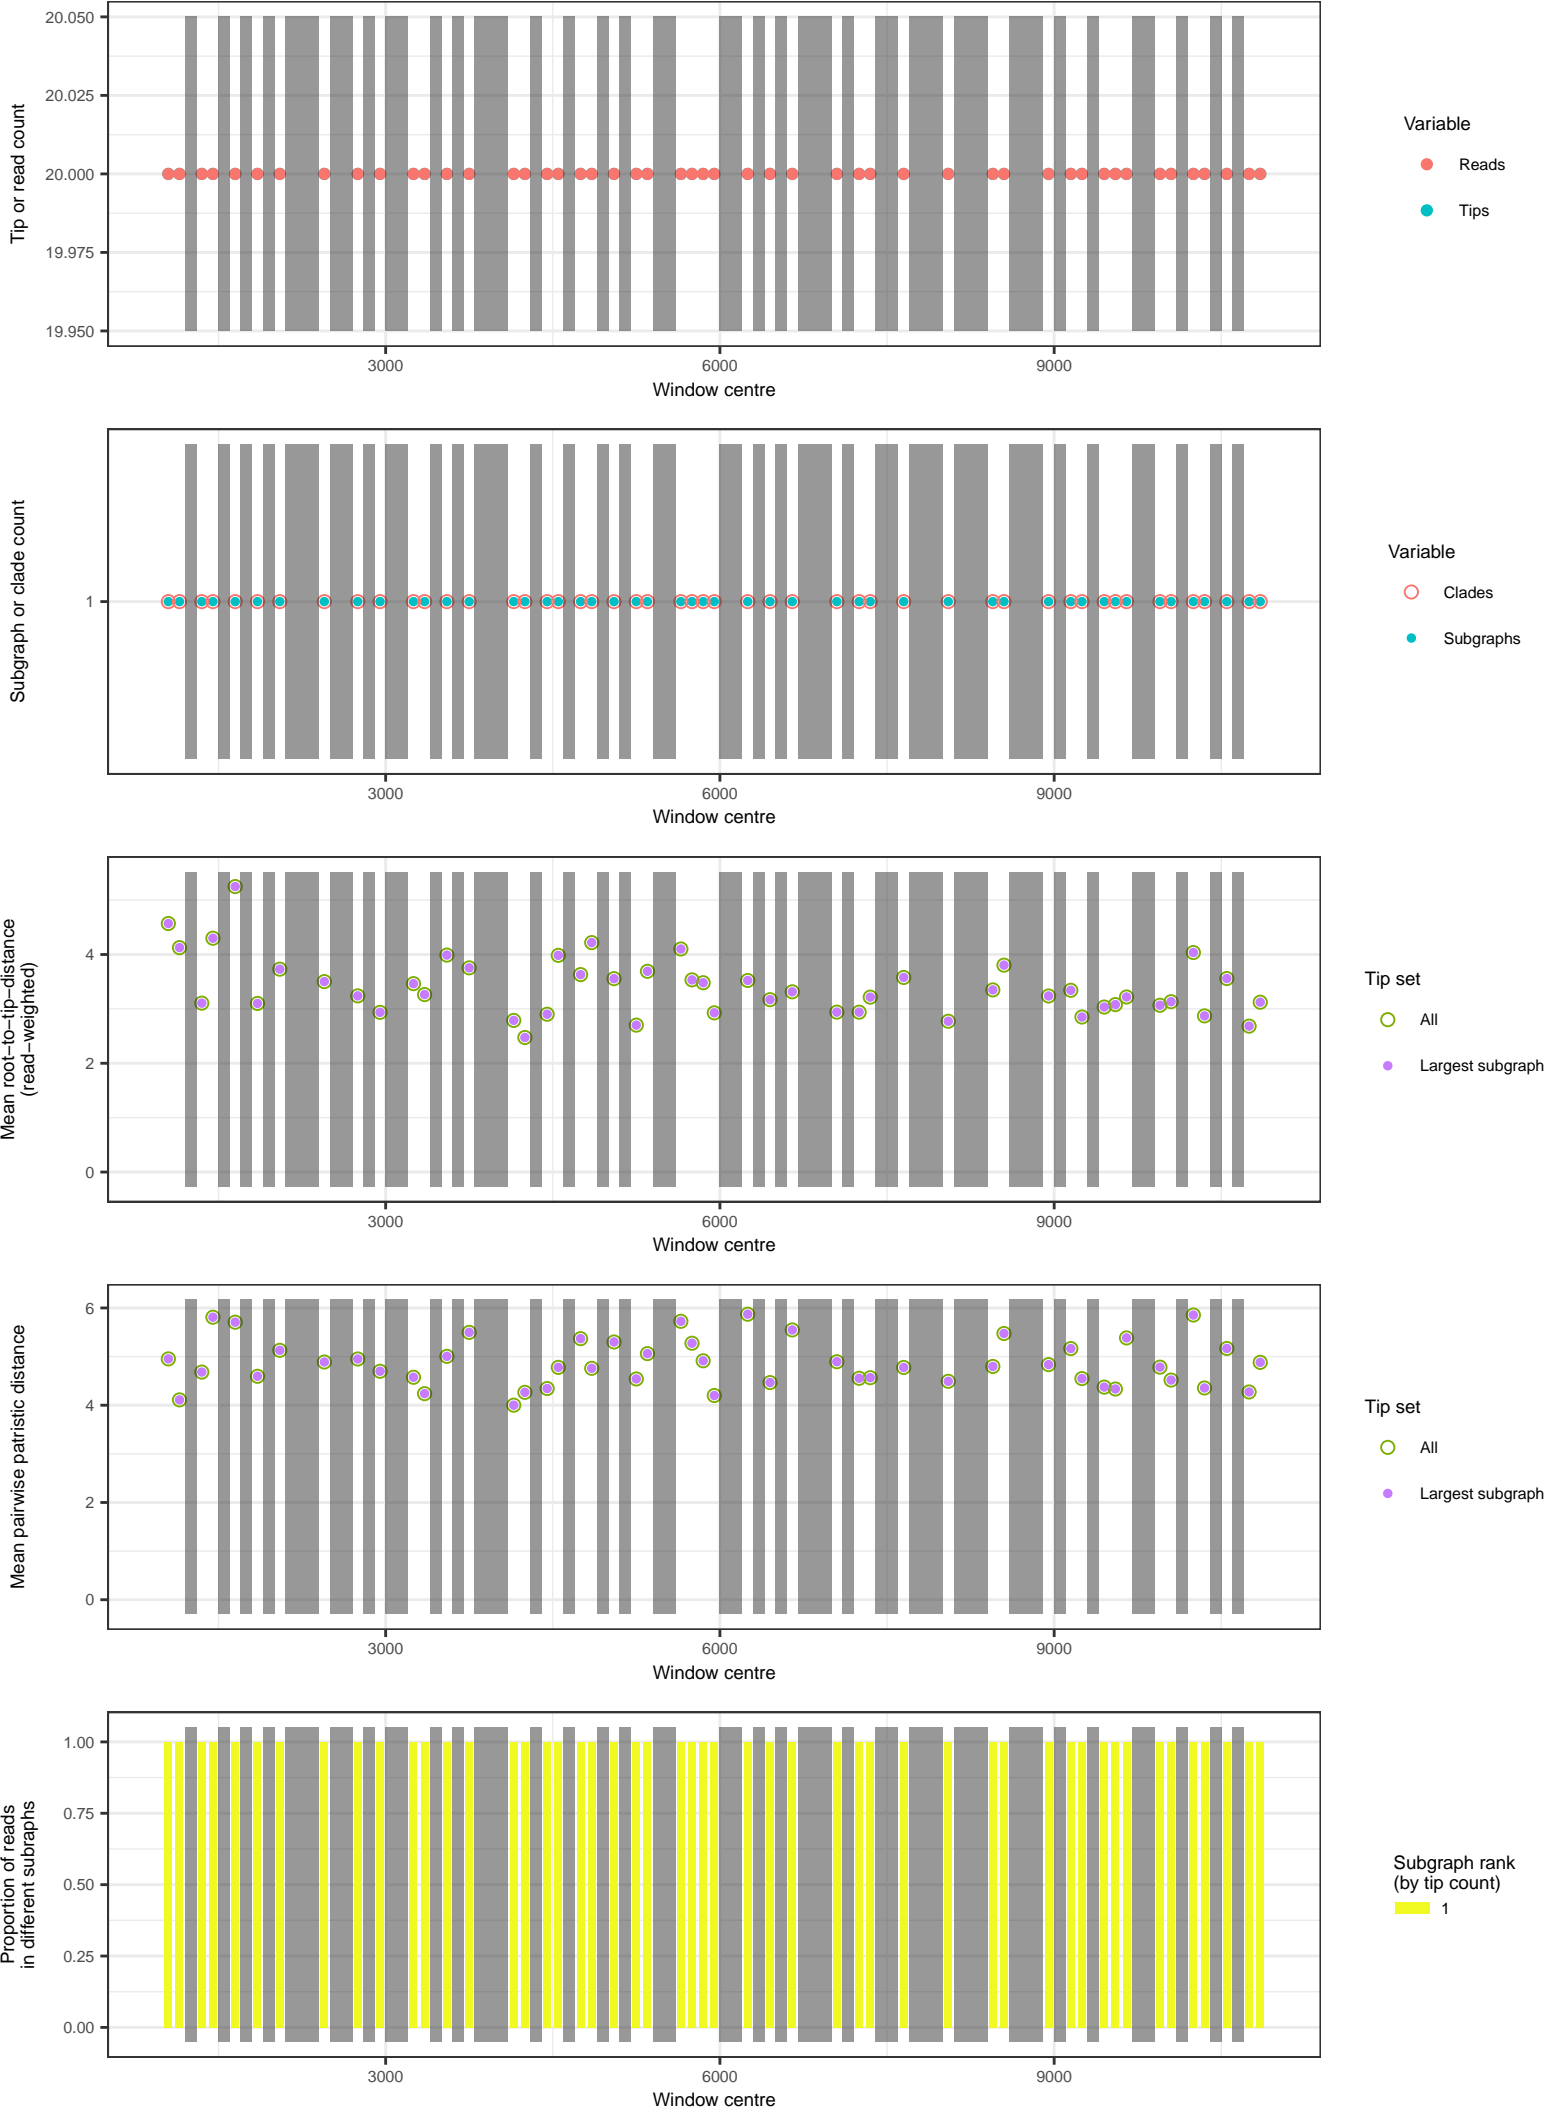 20.050
20.025
20.000
19.975
19.950
Tip or read count
3000
6000
9000
Window centre
Variable
Reads
Tips
1
Subgraph or clade count
3000
6000
9000
Window centre
Variable
Clades
Subgraphs
4
2
0
Mean root−to−tip−distance
(read−weighted)
3000
6000
9000
Window centre
Tip set
All
Largest subgraph
6
4
2
0
Mean pairwise patristic distance
3000
6000
9000
Window centre
Tip set
All
Largest subgraph
1.00
0.75
0.50
0.25
0.00
Proportion of reads
in different subraphs
3000
6000
9000
Window centre
Subgraph rank
(by tip count)
1